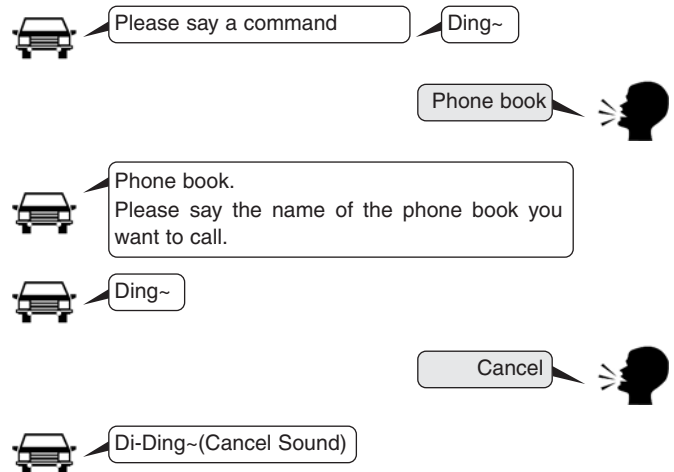 Please say a command
Ding~
Phone book
Phone book.
Please say the name of the phone book you
want to call.
Ding~
Cancel
Di-Ding~(Cancel Sound)